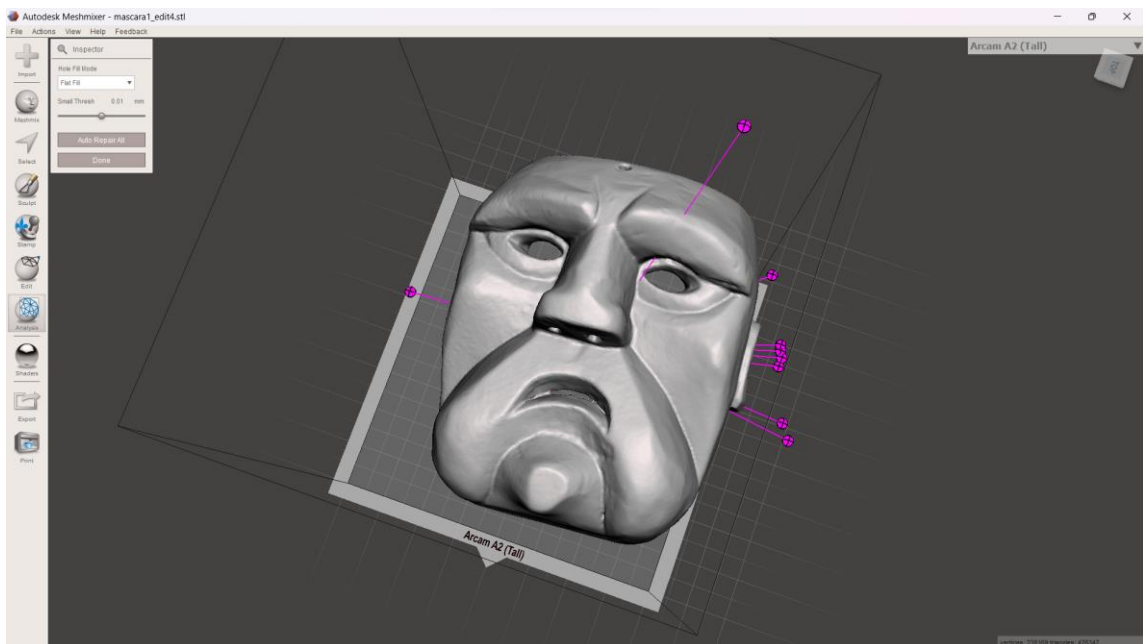 Autodesk Meshmixer - mascara1_edit4.stl
File Actions View Help Feedback
Inspector
Hole Fill Mode
Flat Fill
Small Thresh 0.01 mm
Auto Repair All
Done
Import
Meshmix
Select
Sculpt
Stamp
Edit
Analysis
Shaders
Export
Print
Arcam A2 (Tall)
TOP
Arcam A2 (Tall)